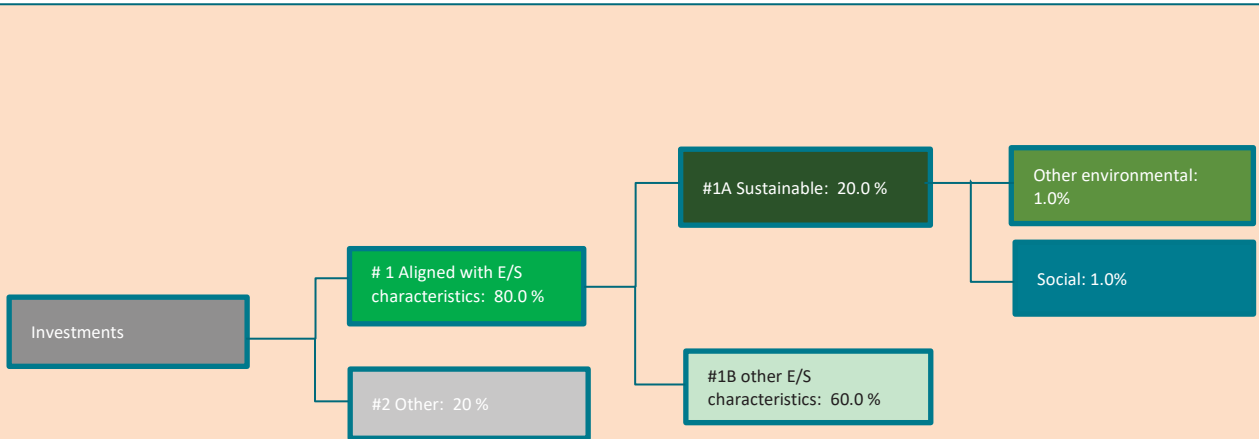 Investments
# 1 Aligned with E/S
characteristics:  80.0 %
#2 Other:  20 %
#1A Sustainable:  20.0 %
#1B other E/S
characteristics:  60.0 %
Other environmental:
1.0%
Social: 1.0%